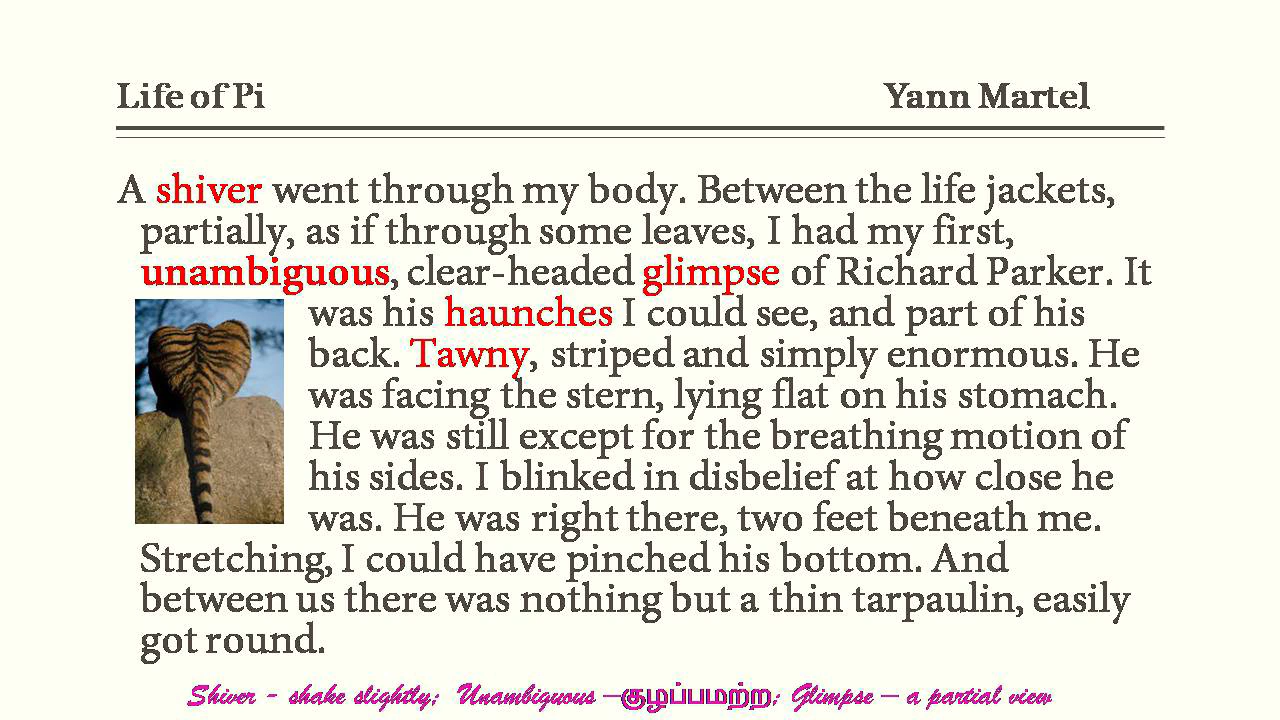 Life of Pi Yann Martel
A shiver went through my body. Between the life jackets,
partially, as if through some leaves, I had my first,
unambiguous, clear-headed glimpse of Richard Parker. It
was his haunches I could see, and part of his
back. Tawny, striped and simply enormous. He
was facing the stern, lying flat on his stomach.
He was still except for the breathing motion of
his sides. I blinked in disbelief at how close he
was. He was right there, two feet beneath me.
Stretching, I could have pinched his bottom. And
between us there was nothing but a thin tarpaulin, easily
got round.
Shiver - shake slightly; Unambiguous –குழப்பமற்ற; Glimpse – a partial view